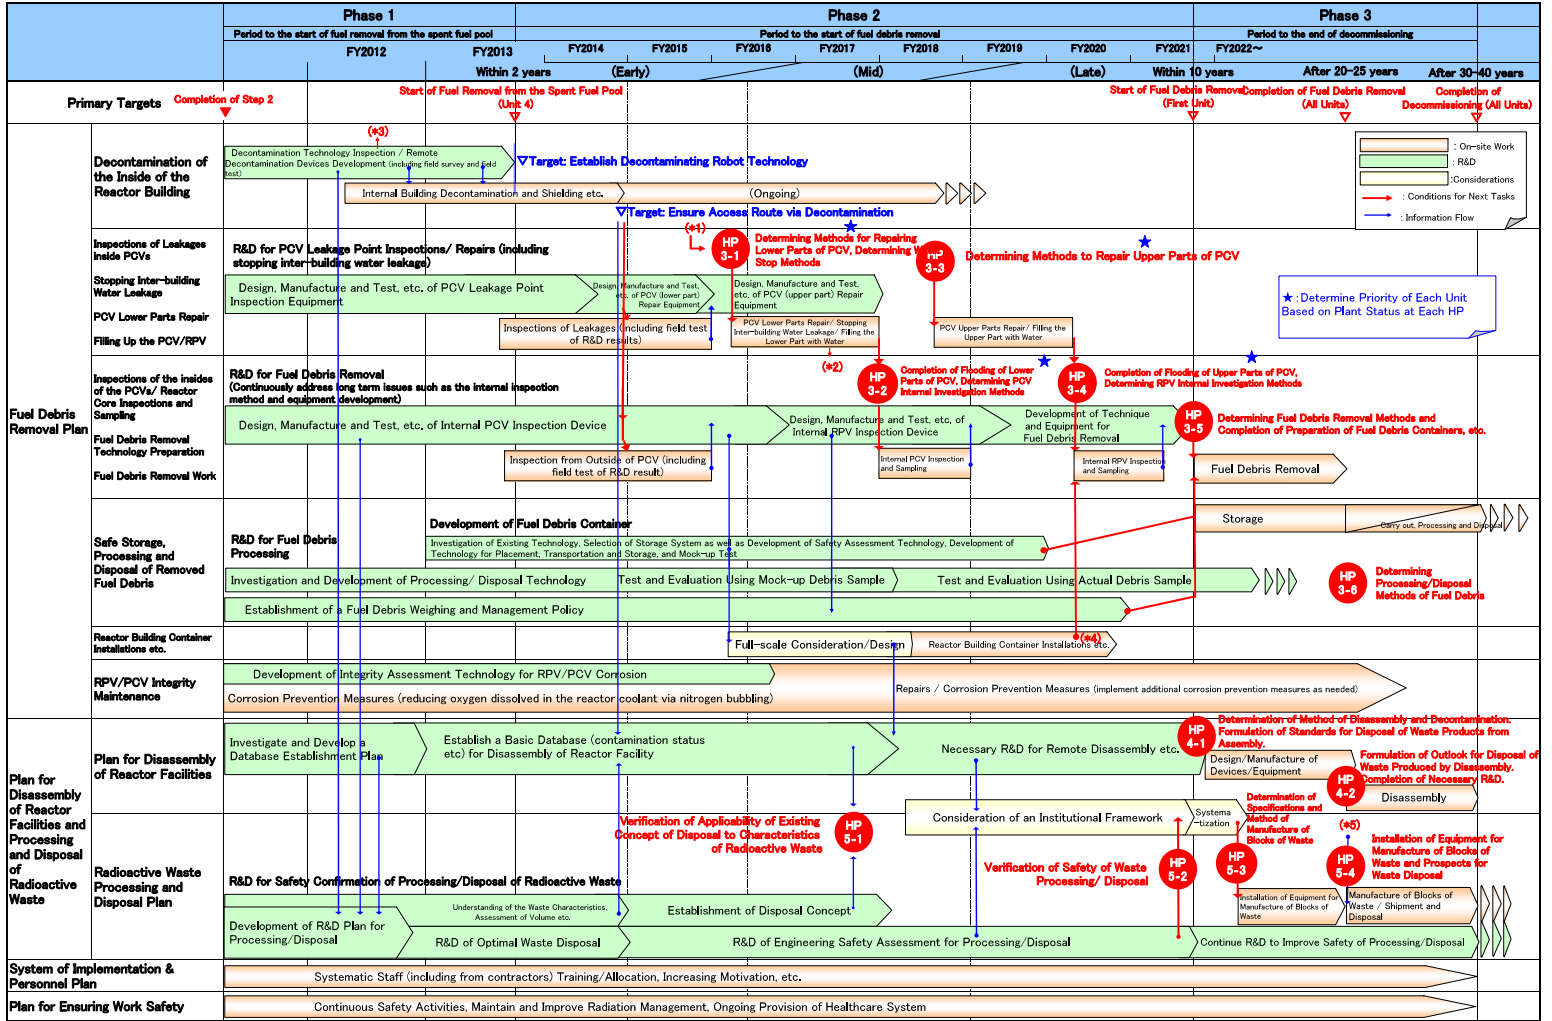 Phase 1
Phase 2
Phase 3
Period to the start of fuel removal from the spent fuel pool
Period to the start of fuel debris removal
Period to the end of decommissioning
FY2012
FY2013
FY2014
FY2015
FY2016
FY2017
FY2018
FY2019
FY2020
FY2021
FY2022~
Within 2 years
(Early)
(Mid)
(Late)
Within 10 years
After 20-25 years
After 30-40 years
Primary Targets
Completion of Step 2
Start of Fuel Removal from the Spent Fuel Pool
(Unit 4)
Start of Fuel Debris Removal
(First Unit)
Completion of Fuel Debris Removal
(All Units)
Completion of
Decommissioning (All Units)
: On-site Work
: R&D
:Considerations
: Conditions for Next Tasks
: Information Flow
Fuel Debris
Removal Plan
Decontamination of
the Inside of the
Reactor Building
(*3)
Decontamination Technology Inspection / Remote
Decontamination Devices Development (including field survey and field
test)
Target: Establish Decontaminating Robot Technology
Internal Building Decontamination and Shielding etc.
(Ongoing)
Target: Ensure Access Route via Decontamination
Inspections of Leakages
Inside PCVs
Stopping Inter-building
Water Leakage
PCV Lower Parts Repair
Filling Up the PCV/RPV
R&D for PCV Leakage Point Inspections/ Repairs (including
stopping inter-building water leakage)
(*1)
HP
3-1
Determining Methods for Repairing
Lower Parts of PCV, Determining W
Stop Methods
HP
3-3
Determining Methods to Repair Upper Parts of PCV
★:Determine Priority of Each Unit
Based on Plant Status at Each HP
Design, Manufacture and Test, etc. of PCV Leakage Point
Inspection Equipment
Design, Manufacture and Test,
etc. of PCV (lower part)
Repair Equipment
Design, Manufacture and Test,
etc. of PCV (upper part) Repair
Equipment
Inspections of Leakages (including field test
of R&D results)
PCV Lower Parts Repair/ Stopping
Inter-building Water Leakage/ Filling the
Lower Part with Water
PCV Upper Parts Repair/ Filling the
Upper Part with Water
(*2)
Inspections of the insides
of the PCVs/ Reactor
Core Inspections and
Sampling
Fuel Debris Removal
Technology Preparation
Fuel Debris Removal Work
R&D for Fuel Debris Removal
(Continuously address long term issues such as the internal inspection
method and equipment development)
HP
3-2
Completion of Flooding of Lower
Parts of PCV, Determining PCV
Internal Investigation Methods
HP
3-4
Completion of Flooding of Upper Parts of PCV,
Determining RPV Internal Investigation Methods
Design, Manufacture and Test, etc. of Internal PCV Inspection Device
Design, Manufacture and Test, etc. of
Internal RPV Inspection Device
Development of Technique
and Equipment for
Fuel Debris Removal
HP
3-5
Determining Fuel Debris Removal Methods and
Completion of Preparation of Fuel Debris Containers, etc.
Inspection from Outside of PCV (including
field test of R&D result)
Internal PCV Inspection
and Sampling
Internal RPV Inspection
and Sampling
Fuel Debris Removal
Safe Storage,
Processing and
Disposal of Removed
Fuel Debris
R&D for Fuel Debris
Processing
Development of Fuel Debris Container
Investigation of Existing Technology, Selection of Storage System as well as Development of Safety Assessment Technology, Development of
Technology for Placement, Transportation and Storage, and Mock-up Test
Storage
Carry out, Processing and Disposal
Investigation and Development of Processing/ Disposal Technology
Test and Evaluation Using Mock-up Debris Sample
Test and Evaluation Using Actual Debris Sample
HP
3-6
Determining
Processing/Disposal
Methods of Fuel Debris
Establishment of a Fuel Debris Weighing and Management Policy
Reactor Building Container
Installations etc.
Full-scale Consideration/Design
Reactor Building Container Installations etc.
(*4)
RPV/PCV Integrity
Maintenance
Development of Integrity Assessment Technology for RPV/PCV Corrosion
Corrosion Prevention Measures (reducing oxygen dissolved in the reactor coolant via nitrogen bubbling)
Repairs / Corrosion Prevention Measures (implement additional corrosion prevention measures as needed)
Plan for
Disassembly
of Reactor
Facilities and
Processing
and Disposal
of
Radioactive
Waste
Plan for Disassembly
of Reactor Facilities
Investigate and Develop a
Database Establishment Plan
Establish a Basic Database (contamination status
etc) for Disassembly of Reactor Facility
Necessary R&D for Remote Disassembly etc.
HP
4-1
Determination of Method of Disassembly and Decontamination.
Formulation of Standards for Disposal of Waste Products from
Assembly.
Design/Manufacture of
Devices/Equipment
HP
4-2
Formulation of Outlook for Disposal of
Waste Produced by Disassembly.
Completion of Necessary R&D.
Disassembly
Radioactive Waste
Processing and
Disposal Plan
Verification of Applicability of Existing
Concept of Disposal to Characteristics
of Radioactive Waste
HP
5-1
Consideration of an Institutional Framework
Systema
-tization
Determination of
Specifications and
Method of
Manufacture of
Blocks of Waste
(*5)
Verification of Safety of Waste
Processing/ Disposal
HP
5-2
HP
5-3
HP
5-4
Installation of Equipment for
Manufacture of Blocks of
Waste and Prospects for
Waste Disposal
R&D for Safety Confirmation of Processing/Disposal of Radioactive Waste
Development of R&D Plan for
Processing/Disposal
Understanding of the Waste Characteristics,
Assessment of Volume etc.
Establishment of Disposal Concept
Installation of Equipment for
Manufacture of Blocks of
Waste
Manufacture of Blocks of
Waste / Shipment and
Disposal
R&D of Optimal Waste Disposal
R&D of Engineering Safety Assessment for Processing/Disposal
Continue R&D to Improve Safety of Processing/Disposal
System of Implementation &
Personnel Plan
Systematic Staff (including from contractors) Training/Allocation, Increasing Motivation, etc.
Plan for Ensuring Work Safety
Continuous Safety Activities, Maintain and Improve Radiation Management, Ongoing Provision of Healthcare System